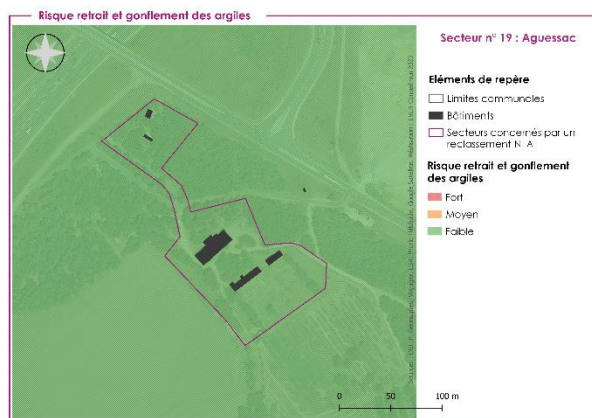 Risque retrait et gonflement des argiles
Secteur n° 19 : Aguessac
Eléments de repère
Limites communales
Bâtiments
Secteurs concernés par un
reclassement N A
Risque retrait et gonflement
des argiles
Fort
Moyen
Faible
0 50 100 m